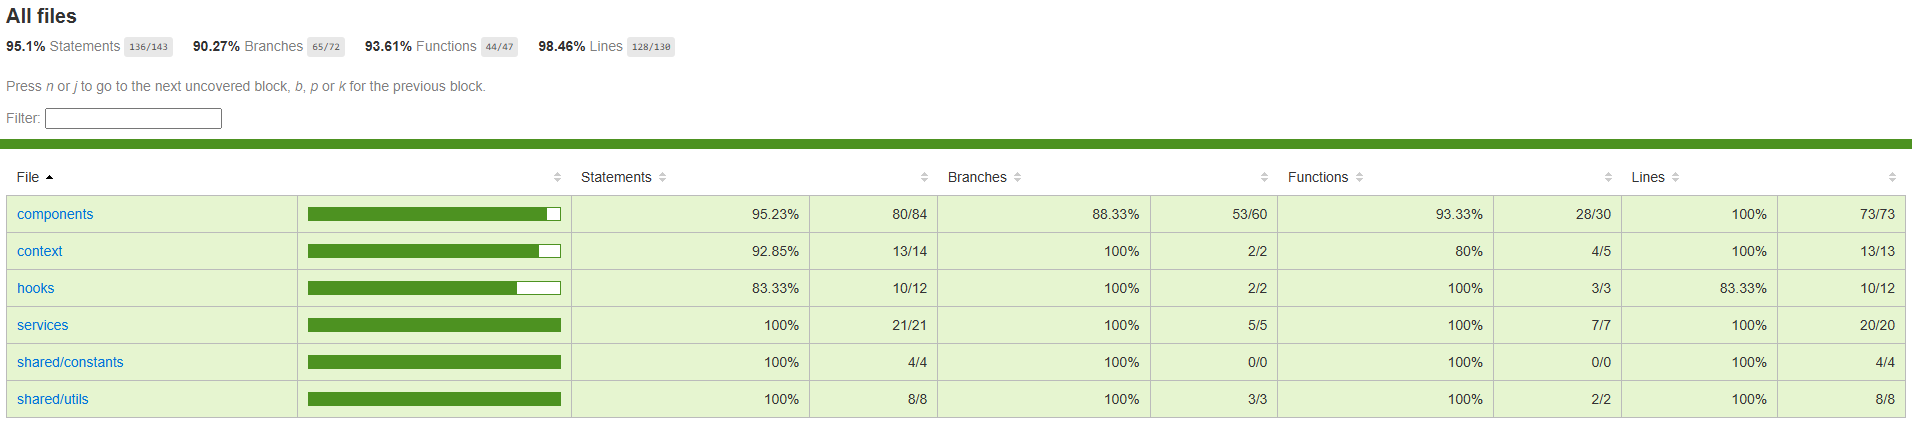 All files
95.1% Statements 136/143 90.27% Branches 65/72 93.61% Functions 44/47 98.46% Lines 128/130
Press n or j to go to the next uncovered block, b, p or k for the previous block.
Filter:
File Statements Branches Functions Lines
components 95.23% 80/84 88.33% 53/60 93.33% 28/30 100% 73/73
context 92.85% 13/14 100% 2/2 80% 4/5 100% 13/13
hooks 83.33% 10/12 100% 2/2 100% 3/3 83.33% 10/12
services 100% 21/21 100% 5/5 100% 7/7 100% 20/20
shared/constants 100% 4/4 100% 0/0 100% 0/0 100% 4/4
shared/utils 100% 8/8 100% 3/3 100% 2/2 100% 8/8